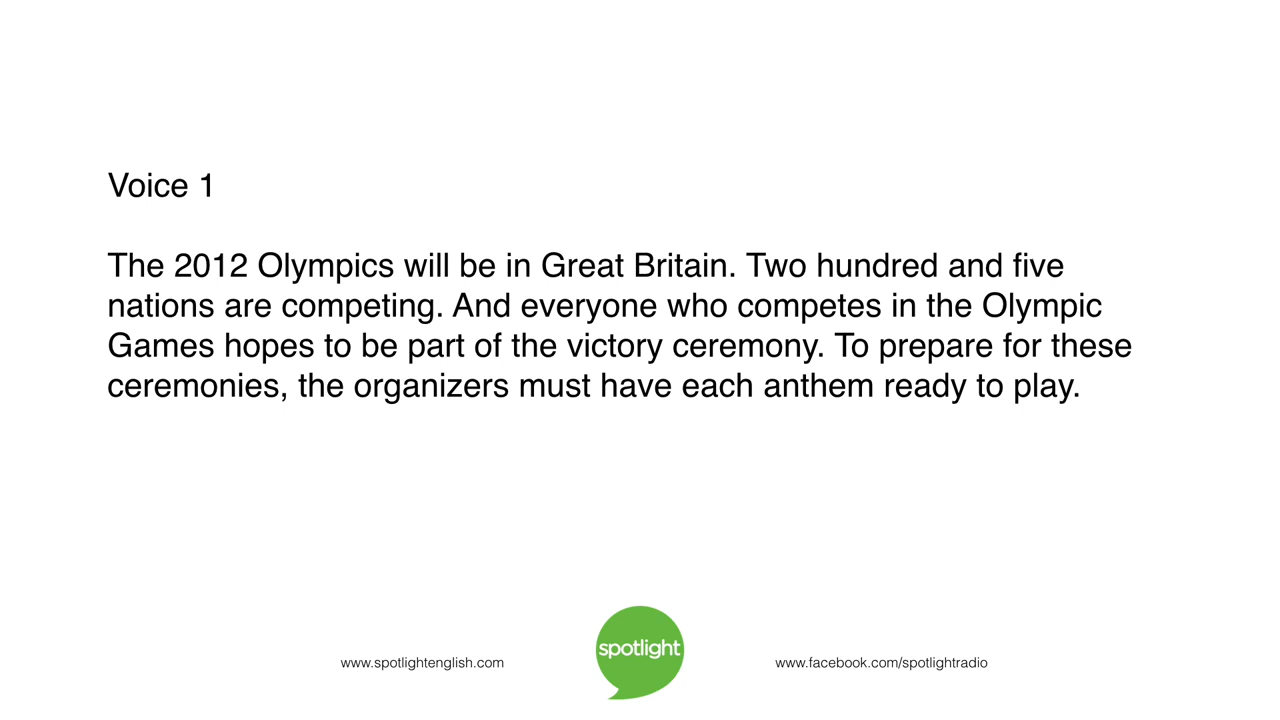 Voice 1
The 2012 Olympics will be in Great Britain. Two hundred and five
nations are competing. And everyone who competes in the Olympic
Games hopes to be part of the victory ceremony. To prepare for these
ceremonies, the organizers must have each anthem ready to play.
spotlight
www.spotlightenglish.com
www.facebook.com/spotlightradio